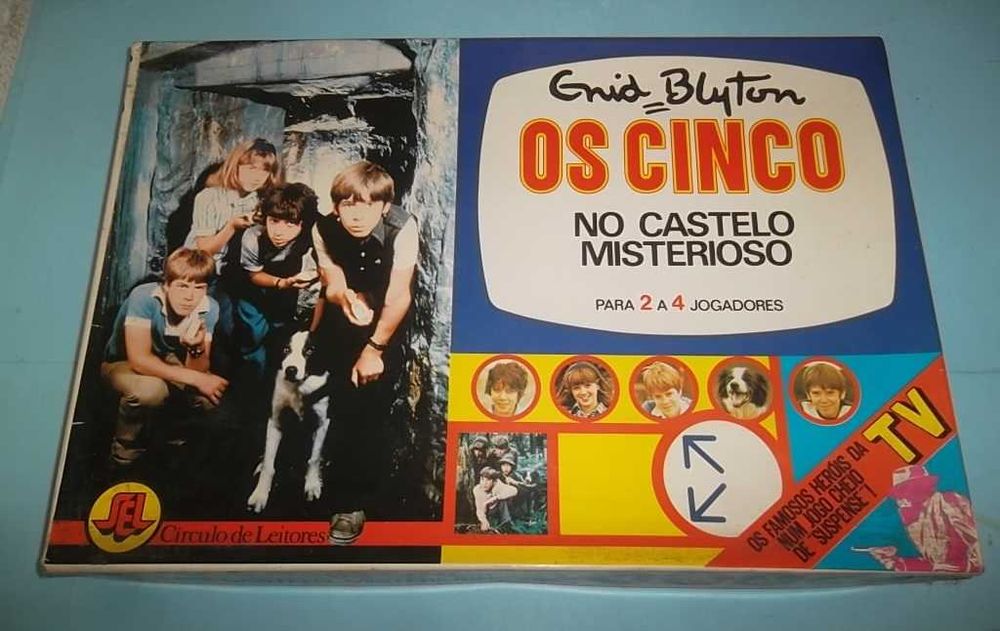 Enid Blyton
OS CINCO
NO CASTELO
MISTERIOSO
PARA 2 A 4 JOGADORES
TV
OS FAMOSOS HERÓIS DA
NUM JOGO CHEIO
DE SUSPENSE!
SEL
Círculo de Leitores